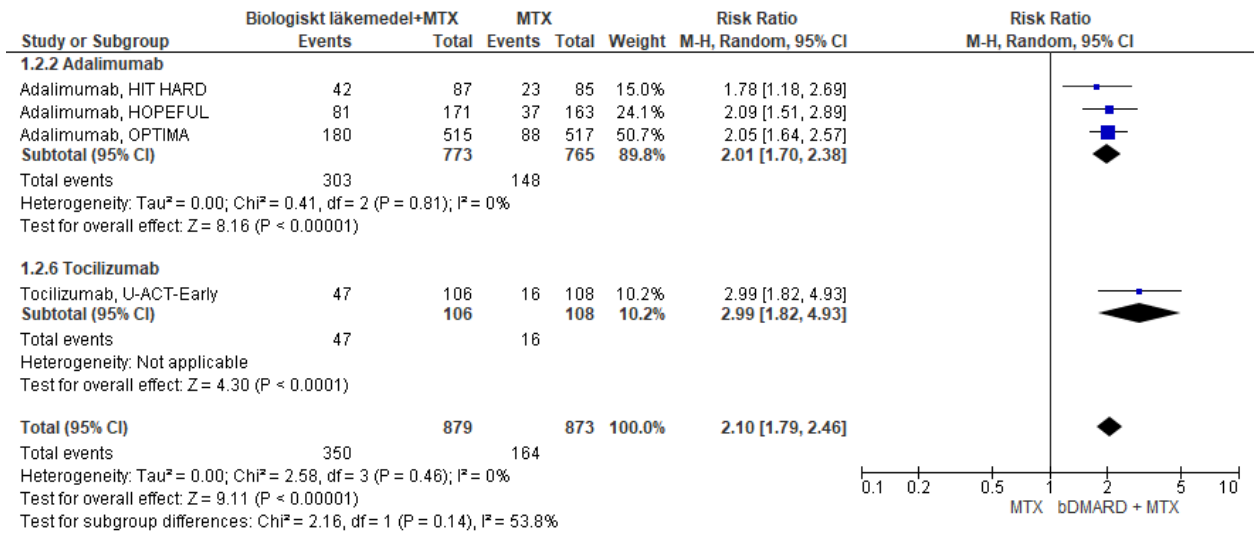 Biologiskt läkemedel+MTX MTX Risk Ratio Risk Ratio
Study or Subgroup Events Total Events Total Weight M-H, Random, 95% CI M-H, Random, 95% CI
1.2.2 Adalimumab
Adalimumab, HIT HARD 42 87 23 85 15.0% 1.78 [1.18, 2.69]
Adalimumab, HOPEFUL 81 171 37 163 24.1% 2.09 [1.51, 2.89]
Adalimumab, OPTIMA 180 515 88 517 50.7% 2.05 [1.64, 2.57]
Subtotal (95% CI) 773 765 89.8% 2.01 [1.70, 2.38]
Total events 303 148
Heterogeneity: Tau² = 0.00; Chi² = 0.41, df = 2 (P = 0.81); I² = 0%
Test for overall effect: Z = 8.16 (P < 0.00001)
1.2.6 Tocilizumab
Tocilizumab, U-ACT-Early 47 106 16 108 10.2% 2.99 [1.82, 4.93]
Subtotal (95% CI) 106 108 10.2% 2.99 [1.82, 4.93]
Total events 47 16
Heterogeneity: Not applicable
Test for overall effect: Z = 4.30 (P < 0.0001)
Total (95% CI) 879 873 100.0% 2.10 [1.79, 2.46]
Total events 350 164
Heterogeneity: Tau² = 0.00; Chi² = 2.58, df = 3 (P = 0.46); I² = 0%
Test for overall effect: Z = 9.11 (P < 0.00001)
Test for subgroup differences: Chi² = 2.16, df = 1 (P = 0.14), I² = 53.8%
0.1 0.2 0.5 1 2 5 10
MTX bDMARD + MTX